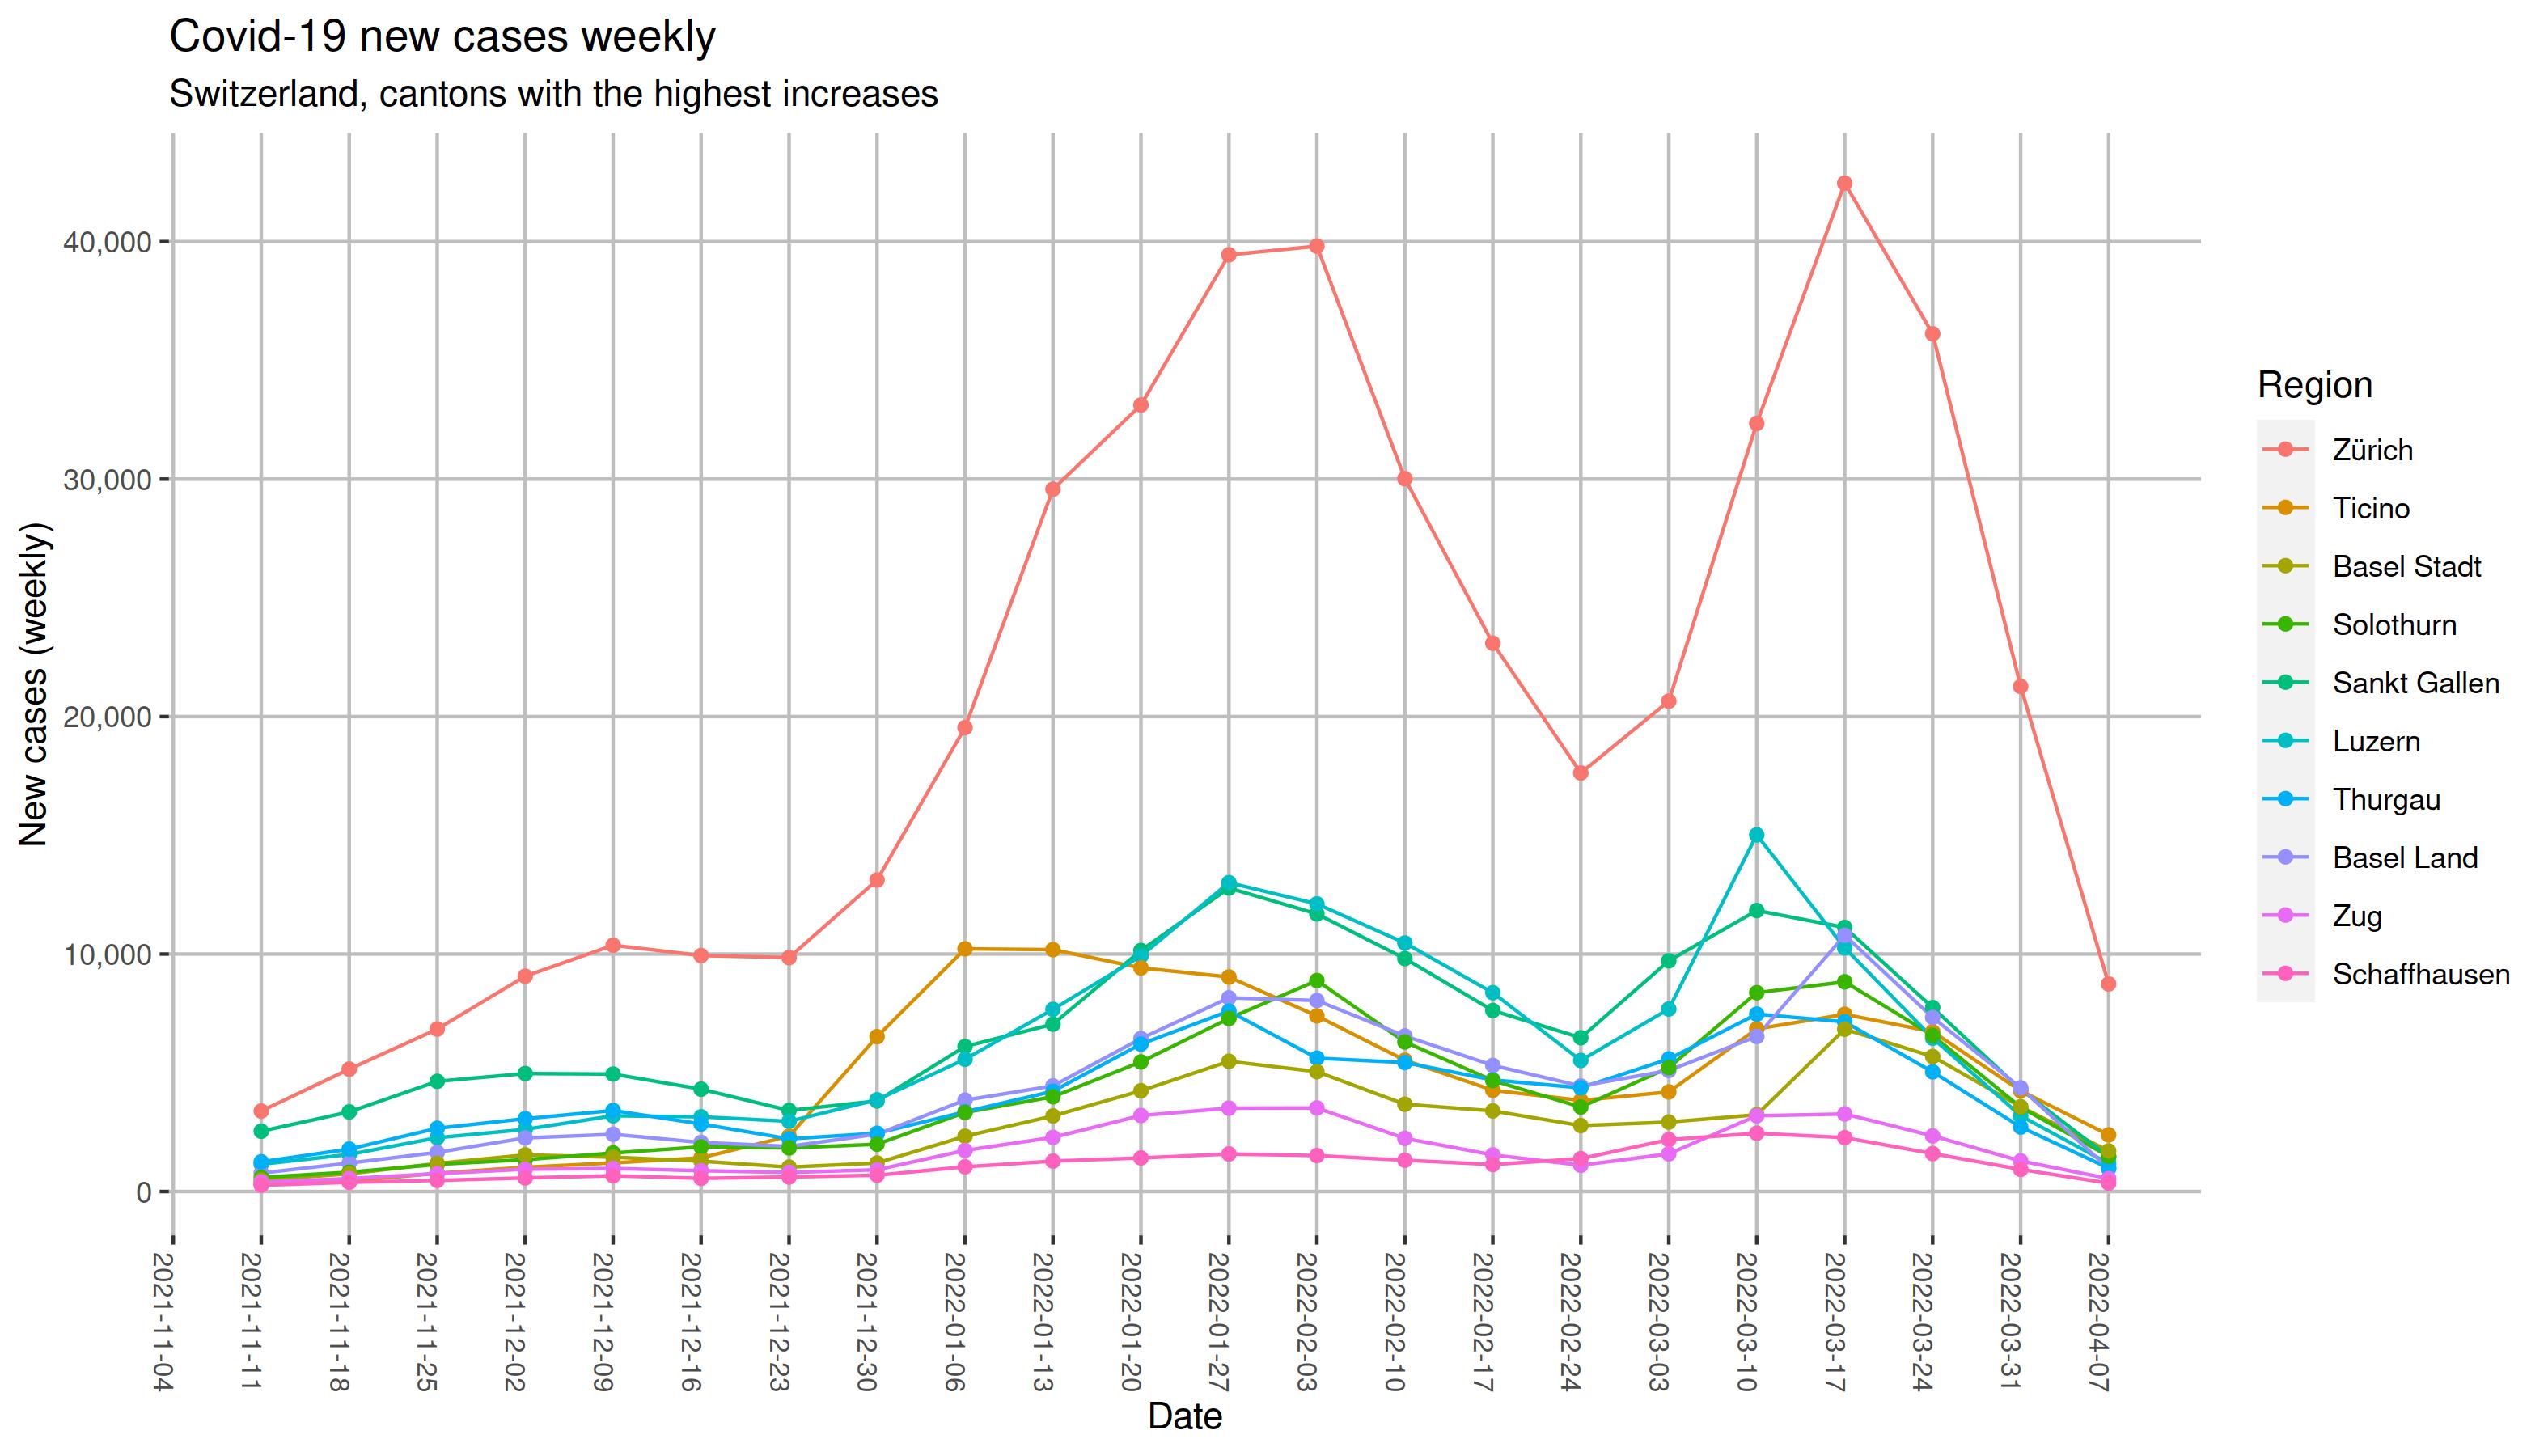 Covid-19 new cases weekly
Switzerland, cantons with the highest increases
New cases (weekly)
40,000
30,000
20,000
10,000
0
2021-11-04
2021-11-11
2021-11-18
2021-11-25
2021-12-02
2021-12-09
2021-12-16
2021-12-23
2021-12-30
2022-01-06
2022-01-13
2022-01-20
2022-01-27
2022-02-03
2022-02-10
2022-02-17
2022-02-24
2022-03-03
2022-03-10
2022-03-17
2022-03-24
2022-03-31
2022-04-07
Date
Region
Zürich
Ticino
Basel Stadt
Solothurn
Sankt Gallen
Luzern
Thurgau
Basel Land
Zug
Schaffhausen